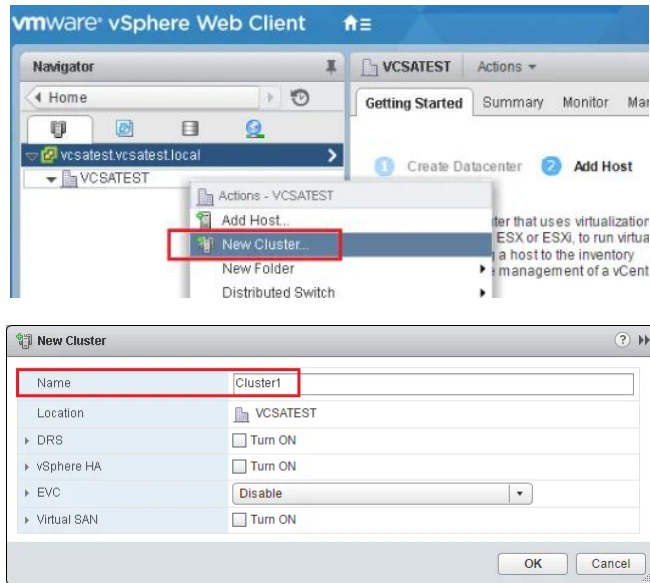 vmware® vSphere Web Client
Navigator
VCSATEST Actions
Home
Getting Started Summary Monitor
vcsatest.vcsatest.local
1 Create Datacenter 2 Add Host
VCSATEST
Actions - VCSATEST
Add Host...
that uses virtualization
New Cluster...
ESX or ESXi, to run
a host to the inventory
New Folder
management of a
Distributed Switch
New Cluster
?
Name Cluster1
Location VCSATEST
DRS Turn ON
vSphere HA Turn ON
EVC Disable
Virtual SAN Turn ON
OK Cancel